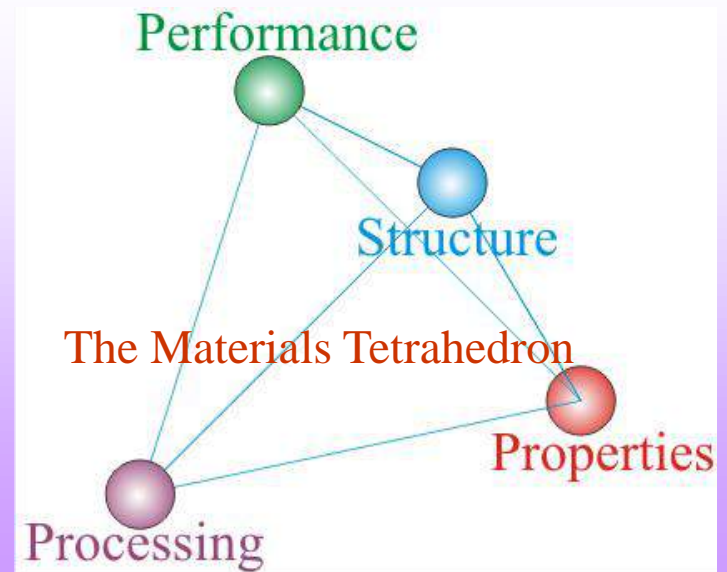 Performance
Structure
The Materials Tetrahedron
Properties
Processing